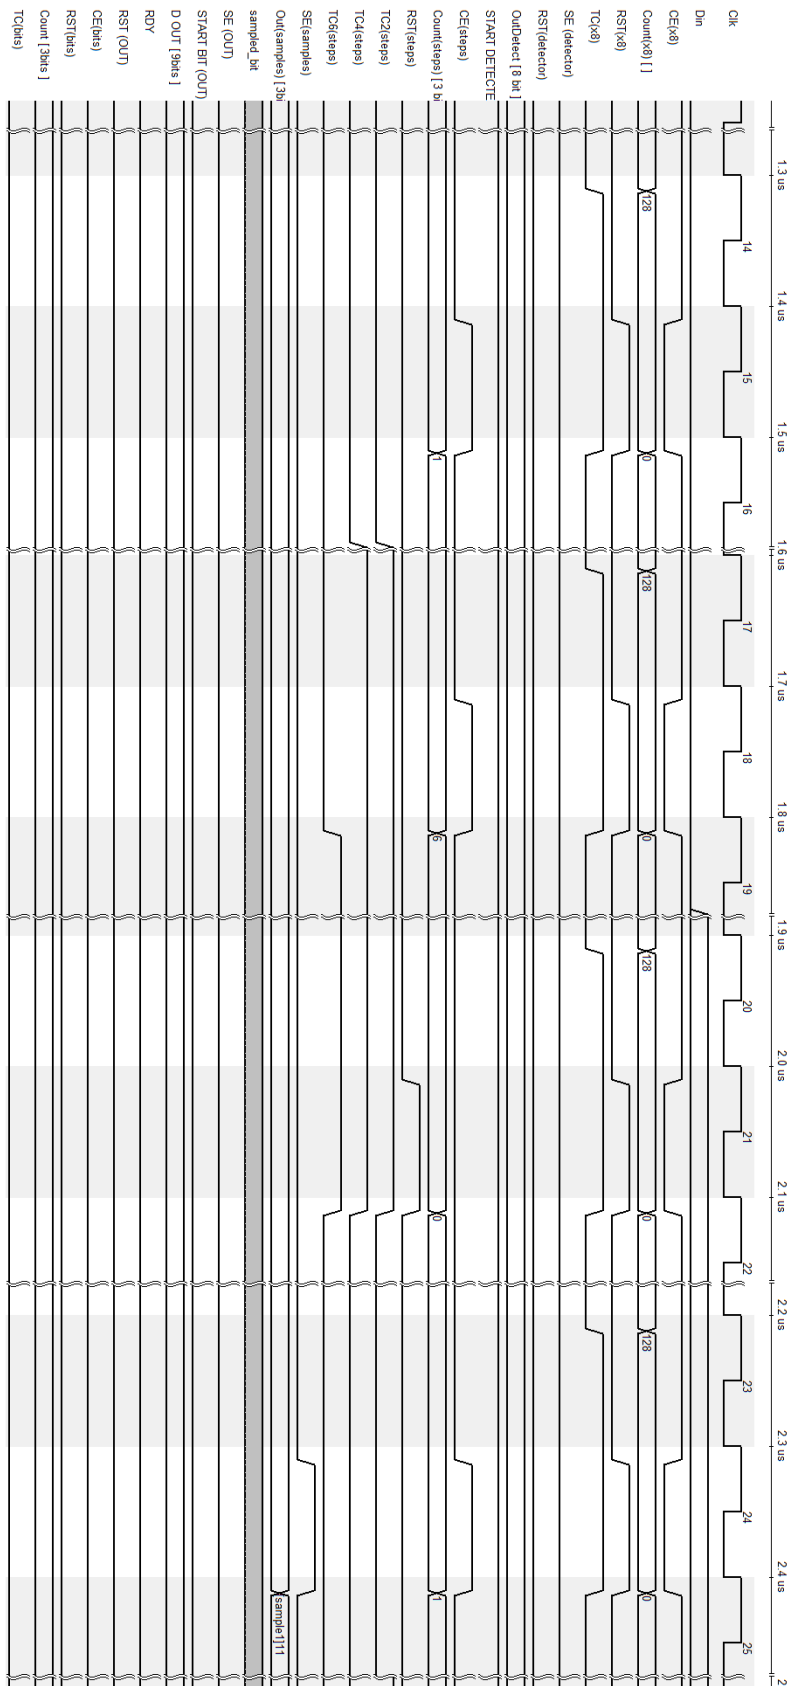 1.3 us
1.4 us
1.5 us
1.6 us
1.7 us
1.8 us
1.9 us
2.0 us
2.1 us
2.2 us
2.3 us
2.4 us
2
Clk
14
15
16
17
18
19
20
21
22
23
24
25
Din
CE(x8)
Count(x8) [ ]
128
0
128
0
128
0
128
0
RST(x8)
TC(x8)
SE (detector)
RST(detector)
OutDetect [ 8 bit ]
START DETECTE
CE(steps)
Count(steps) [ 3 bi
1
6
0
1
RST(steps)
TC2(steps)
TC4(steps)
TC6(steps)
SE(samples)
Out(samples) [ 3bi
(sample1)11
sampled_bit
SE (OUT)
START BIT (OUT)
D OUT [ 9bits ]
RDY
RST (OUT)
CE(bits)
RST(bits)
Count [ 3bits ]
TC(bits)